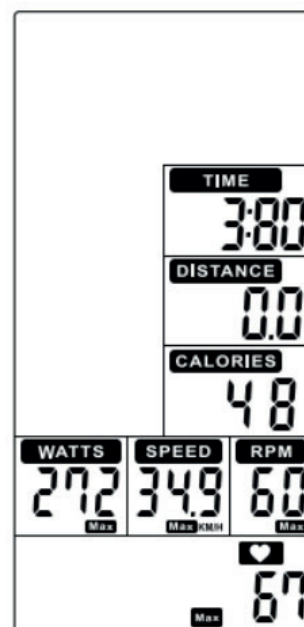 TIME
3:80
DISTANCE
0.0
CALORIES
48
WATTS SPEED RPM
272 34.9 60
Max Max KM/H Max
67
Max